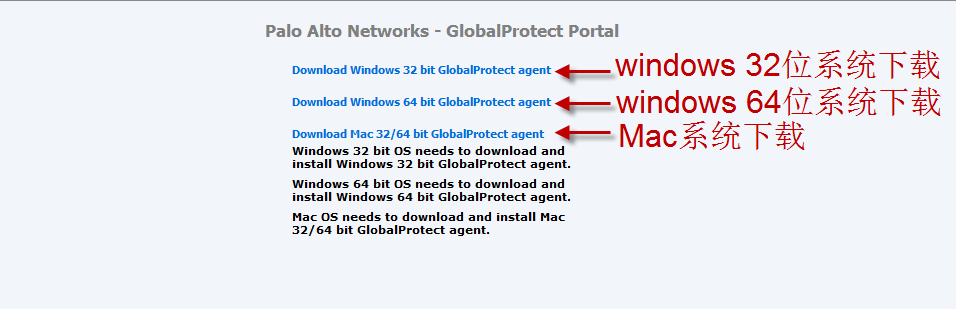 Palo Alto Networks - GlobalProtect Portal
Download Windows 32 bit GlobalProtect agent
windows 32位系统下载
Download Windows 64 bit GlobalProtect agent
windows 64位系统下载
Download Mac 32/64 bit GlobalProtect agent
Mac系统下载
Windows 32 bit OS needs to download and
install Windows 32 bit GlobalProtect agent.
Windows 64 bit OS needs to download and
install Windows 64 bit GlobalProtect agent.
Mac OS needs to download and install Mac
32/64 bit GlobalProtect agent.